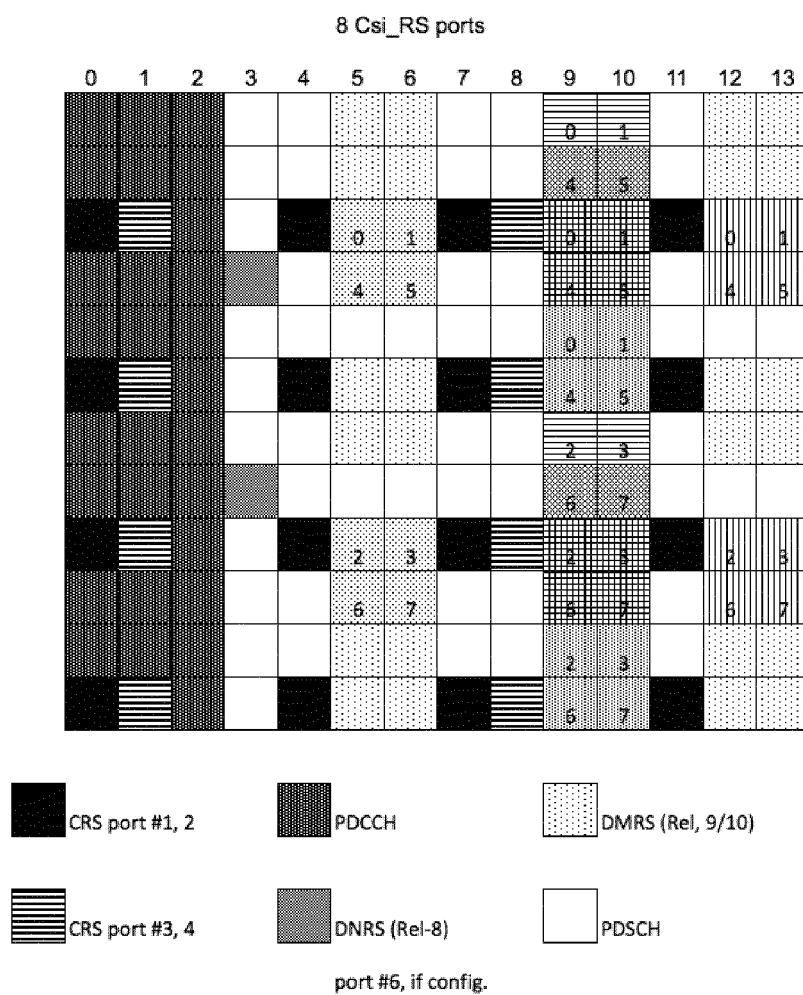 8 Csi_RS ports
0 1 2 3 4 5 6 7 8 9 10 11 12 13
0 1
4 5
0 1 0 1 0 1
4 5 4 5 4 5
0 1
4 5
2 3
6 7
2 3 2 3 2 3
6 7 6 7 6 7
2 3
6 7
CRS port #1, 2 PDCCH DMRS (Rel, 9/10)
CRS port #3, 4 DNRS (Rel-8) PDSCH
port #6, if config.